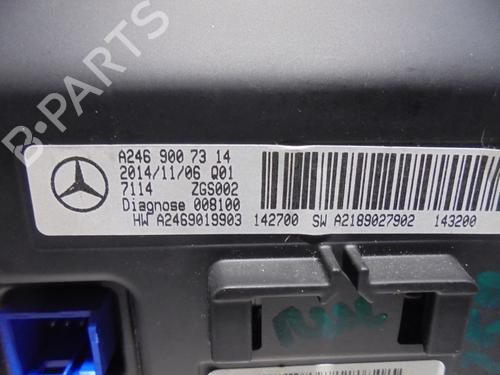 B-PARTS
A246 900 73 14
2014/11/06 Q01
7114 ZGS002
Diagnose 008100
HW A2469019903 142700 SW A2189027902 143200